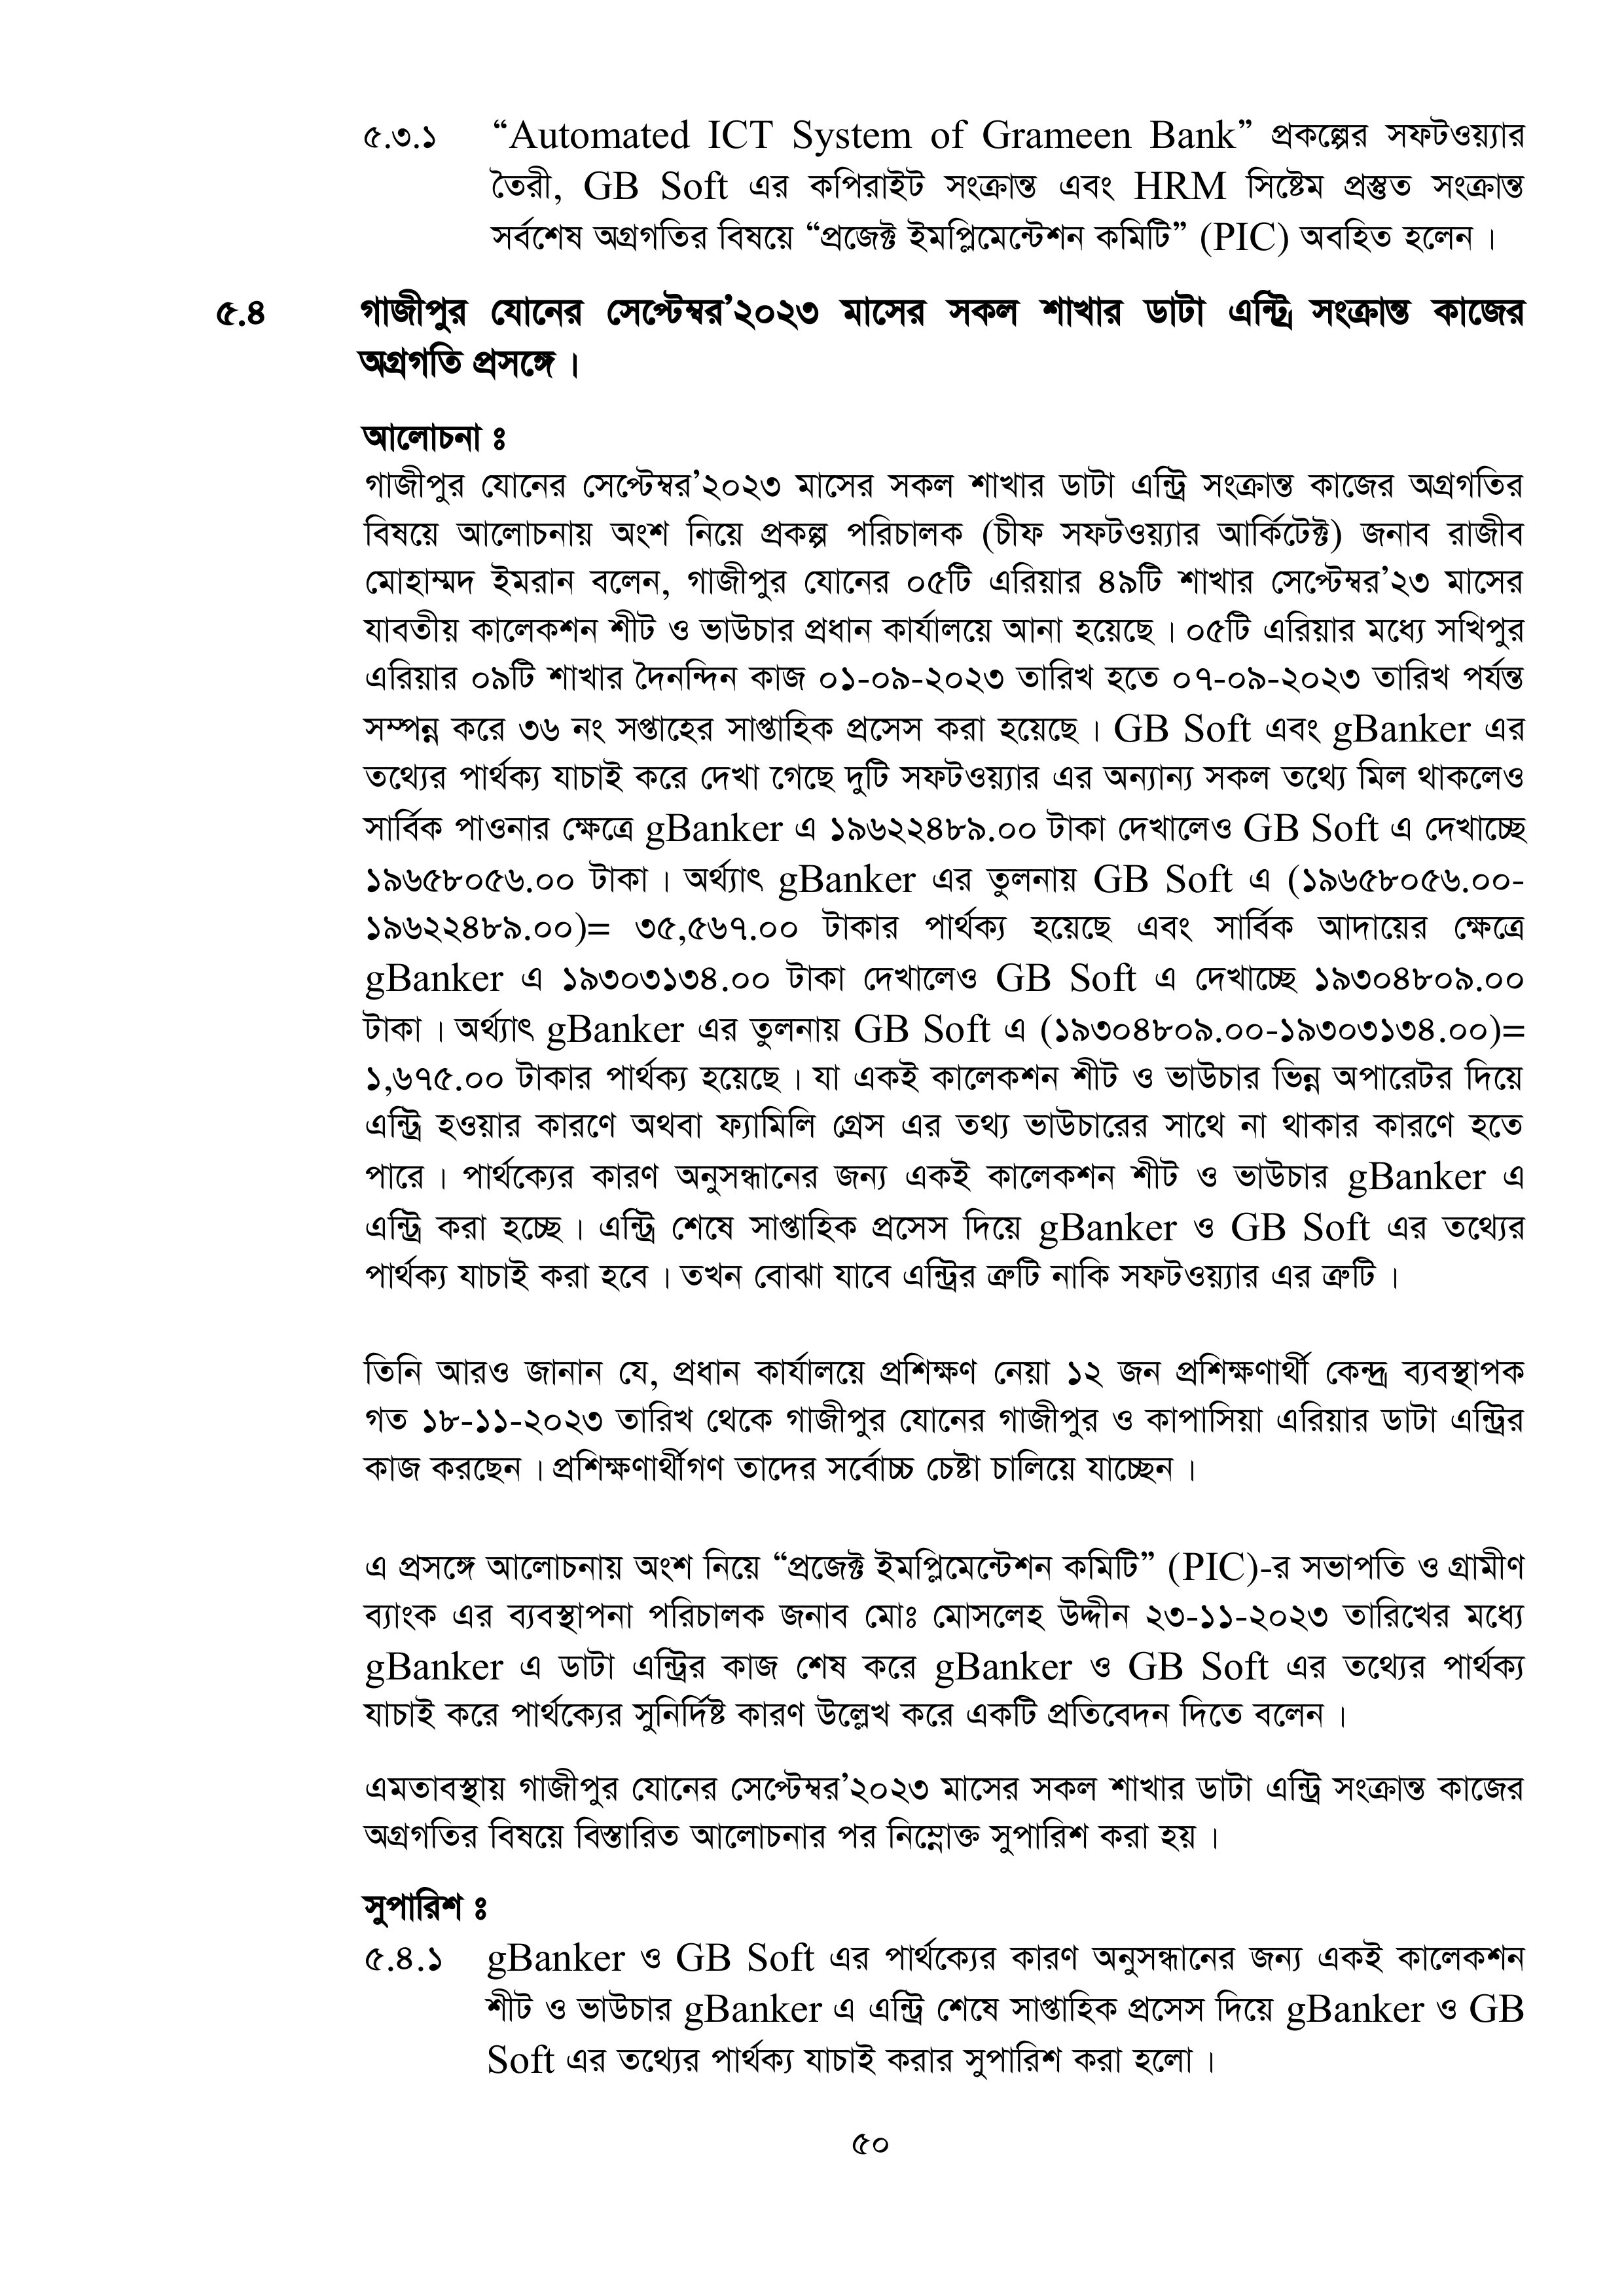 ৫.৩.১ “Automated ICT System of Grameen Bank” প্রকল্পের সফটওয়্যার
তৈরী, GB Soft এর কপিরাইট সংক্রান্ত এবং HRM সিষ্টেম প্রস্তুত সংক্রান্ত
সর্বশেষ অগ্রগতির বিষয়ে “প্রজেক্ট ইমপ্লিমেন্টেশন কমিটি” (PIC) অবহিত হলেন।
৫.৪ গাজীপুর যোনের সেপ্টেম্বর’২০২৩ মাসের সকল শাখার ডাটা এন্ট্রি সংক্রান্ত কাজের
অগ্রগতি প্রসঙ্গে।
আলোচনা ঃ
গাজীপুর যোনের সেপ্টেম্বর’২০২৩ মাসের সকল শাখার ডাটা এন্ট্রি সংক্রান্ত কাজের অগ্রগতির
বিষয়ে আলোচনায় অংশ নিয়ে প্রকল্প পরিচালক (চীফ সফটওয়্যার আর্কিটেক্ট) জনাব রাজীব
মোহাম্মদ ইমরান বলেন, গাজীপুর যোনের ০৫টি এরিয়ার ৪৯টি শাখার সেপ্টেম্বর’২৩ মাসের
যাবতীয় কালেকশন শীট ও ভাউচার প্রধান কার্যালয়ে আনা হয়েছে। ০৫টি এরিয়ার মধ্যে সখিপুর
এরিয়ার ০৯টি শাখার দৈনন্দিন কাজ ০১-০৯-২০২৩ তারিখ হতে ০৭-০৯-২০২৩ তারিখ পর্যন্ত
সম্পন্ন করে ৩৬ নং সপ্তাহের সাপ্তাহিক প্রসেস করা হয়েছে। GB Soft এবং gBanker এর
তথ্যের পার্থক্য যাচাই করে দেখা গেছে দুটি সফটওয়্যার এর অন্যান্য সকল তথ্যে মিল থাকলেও
সার্বিক পাওনার ক্ষেত্রে gBanker এ ১৯৬২২৪৮৯.০০ টাকা দেখালেও GB Soft এ দেখাচ্ছে
১৯৬৫৮০৫৬.০০ টাকা। অর্থ্যাৎ gBanker এর তুলনায় GB Soft এ (১৯৬৫৮০৫৬.০০-
১৯৬২২৪৮৯.০০)= ৩৫,৫৬৭.০০ টাকার পার্থক্য হয়েছে এবং সার্বিক আদায়ের ক্ষেত্রে
gBanker এ ১৯৩০৩১৩৪.০০ টাকা দেখালেও GB Soft এ দেখাচ্ছে ১৯৩০৪৮০৯.০০
টাকা। অর্থ্যাৎ gBanker এর তুলনায় GB Soft এ (১৯৩০৪৮০৯.০০-১৯৩০৩১৩৪.০০)=
১,৬৭৫.০০ টাকার পার্থক্য হয়েছে। যা একই কালেকশন শীট ও ভাউচার ভিন্ন অপারেটর দিয়ে
এন্ট্রি হওয়ার কারণে অথবা ফ্যামিলি গ্রেস এর তথ্য ভাউচারের সাথে না থাকার কারণে হতে
পারে। পার্থক্যের কারণ অনুসন্ধানের জন্য একই কালেকশন শীট ও ভাউচার gBanker এ
এন্ট্রি করা হচ্ছে। এন্ট্রি শেষে সাপ্তাহিক প্রসেস দিয়ে gBanker ও GB Soft এর তথ্যের
পার্থক্য যাচাই করা হবে। তখন বোঝা যাবে এন্ট্রির ত্রুটি নাকি সফটওয়্যার এর ত্রুটি।
তিনি আরও জানান যে, প্রধান কার্যালয়ে প্রশিক্ষণ নেয়া ১২ জন প্রশিক্ষণার্থী কেন্দ্র ব্যবস্থাপক
গত ১৮-১১-২০২৩ তারিখ থেকে গাজীপুর যোনের গাজীপুর ও কাপাসিয়া এরিয়ার ডাটা এন্ট্রির
কাজ করছেন। প্রশিক্ষণার্থীগণ তাদের সর্বোচ্চ চেষ্টা চালিয়ে যাচ্ছেন।
এ প্রসঙ্গে আলোচনায় অংশ নিয়ে “প্রজেক্ট ইমপ্লিমেন্টেশন কমিটি” (PIC)-র সভাপতি ও গ্রামীণ
ব্যাংক এর ব্যবস্থাপনা পরিচালক জনাব মোঃ মোসলেহ উদ্দীন ২৩-১১-২০২৩ তারিখের মধ্যে
gBanker এ ডাটা এন্ট্রির কাজ শেষ করে gBanker ও GB Soft এর তথ্যের পার্থক্য
যাচাই করে পার্থক্যের সুনির্দিষ্ট কারণ উল্লেখ করে একটি প্রতিবেদন দিতে বলেন।
এমতাবস্থায় গাজীপুর যোনের সেপ্টেম্বর’২০২৩ মাসের সকল শাখার ডাটা এন্ট্রি সংক্রান্ত কাজের
অগ্রগতির বিষয়ে বিস্তারিত আলোচনার পর নিম্নোক্ত সুপারিশ করা হয়।
সুপারিশ ঃ
৫.৪.১ gBanker ও GB Soft এর পার্থক্যের কারণ অনুসন্ধানের জন্য একই কালেকশন
শীট ও ভাউচার gBanker এ এন্ট্রি শেষে সাপ্তাহিক প্রসেস দিয়ে gBanker ও GB
Soft এর তথ্যের পার্থক্য যাচাই করার সুপারিশ করা হলো।
৫০